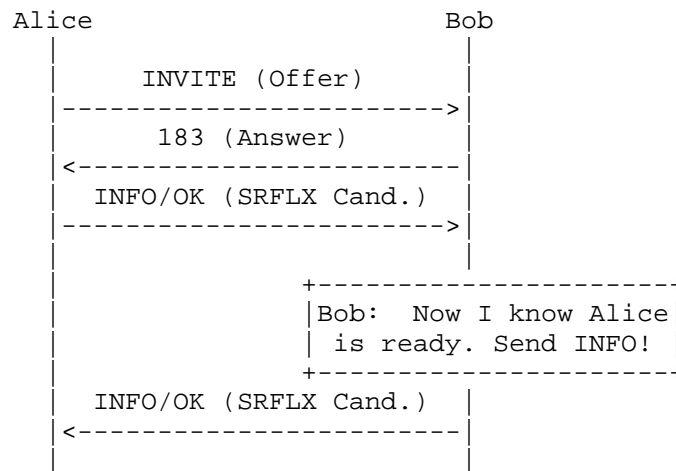 Alice Bob
INVITE (Offer)
183 (Answer)
INFO/OK (SRFLX Cand.)
Bob: Now I know Alice
is ready. Send INFO!
INFO/OK (SRFLX Cand.)